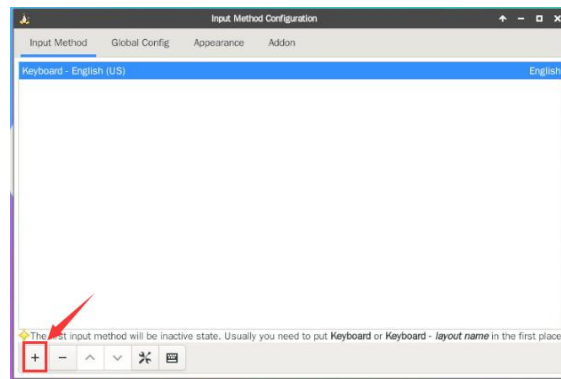 Input Method Configuration
Input Method Global Config Appearance Addon
Keyboard - English (US) English
The first input method will be inactive state. Usually you need to put Keyboard or Keyboard - layout name in the first place